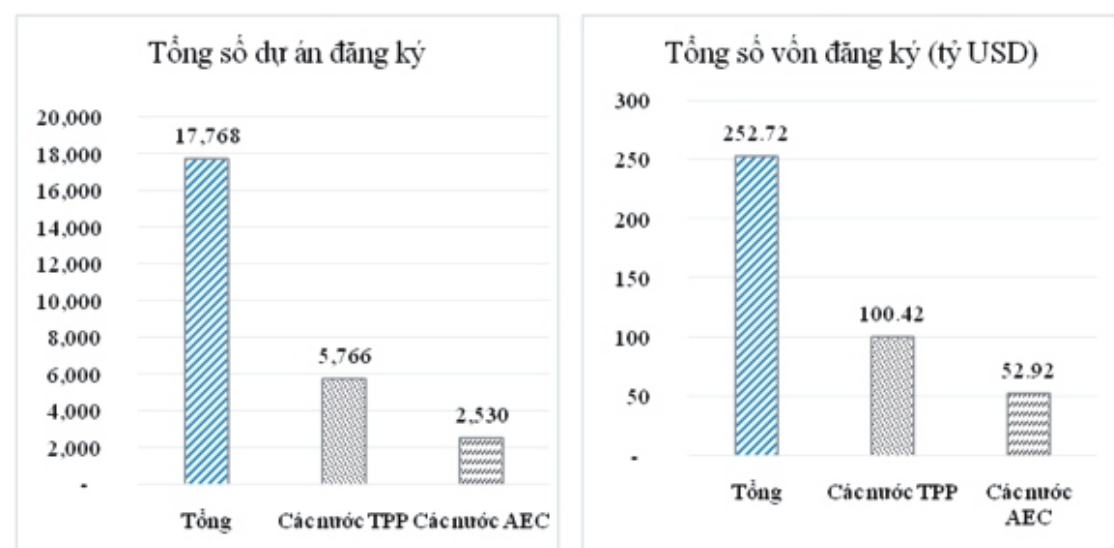 Tổng số dự án đăng ký
20,000
18,000
16,000
14,000
12,000
10,000
8,000
6,000
4,000
2,000
-
17,768
5,766
2,530
Tổng
Các nước TPP
Các nước AEC
Tổng số vốn đăng ký (tỷ USD)
300
250
200
150
100
50
-
252.72
100.42
52.92
Tổng
Các nước TPP
Các nước
AEC